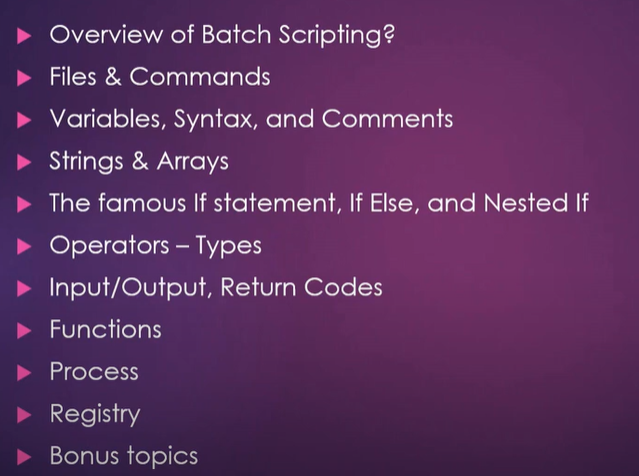 Overview of Batch Scripting?
Files & Commands
Variables, Syntax, and Comments
Strings & Arrays
The famous If statement, If Else, and Nested If
Operators – Types
Input/Output, Return Codes
Functions
Process
Registry
Bonus topics